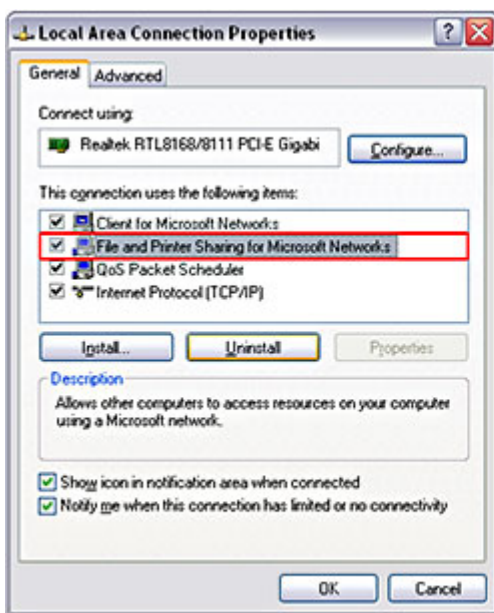 Local Area Connection Properties
General Advanced
Connect using:
Realtek RTL8168/8111 PCI-E Gigabi
Configure...
This connection uses the following items:
Client for Microsoft Networks
File and Printer Sharing for Microsoft Networks
QoS Packet Scheduler
Internet Protocol (TCP/IP)
Install... Uninstall Properties
Description
Allows other computers to access resources on your computer
using a Microsoft network.
Show icon in notification area when connected
Notify me when this connection has limited or no connectivity
OK Cancel